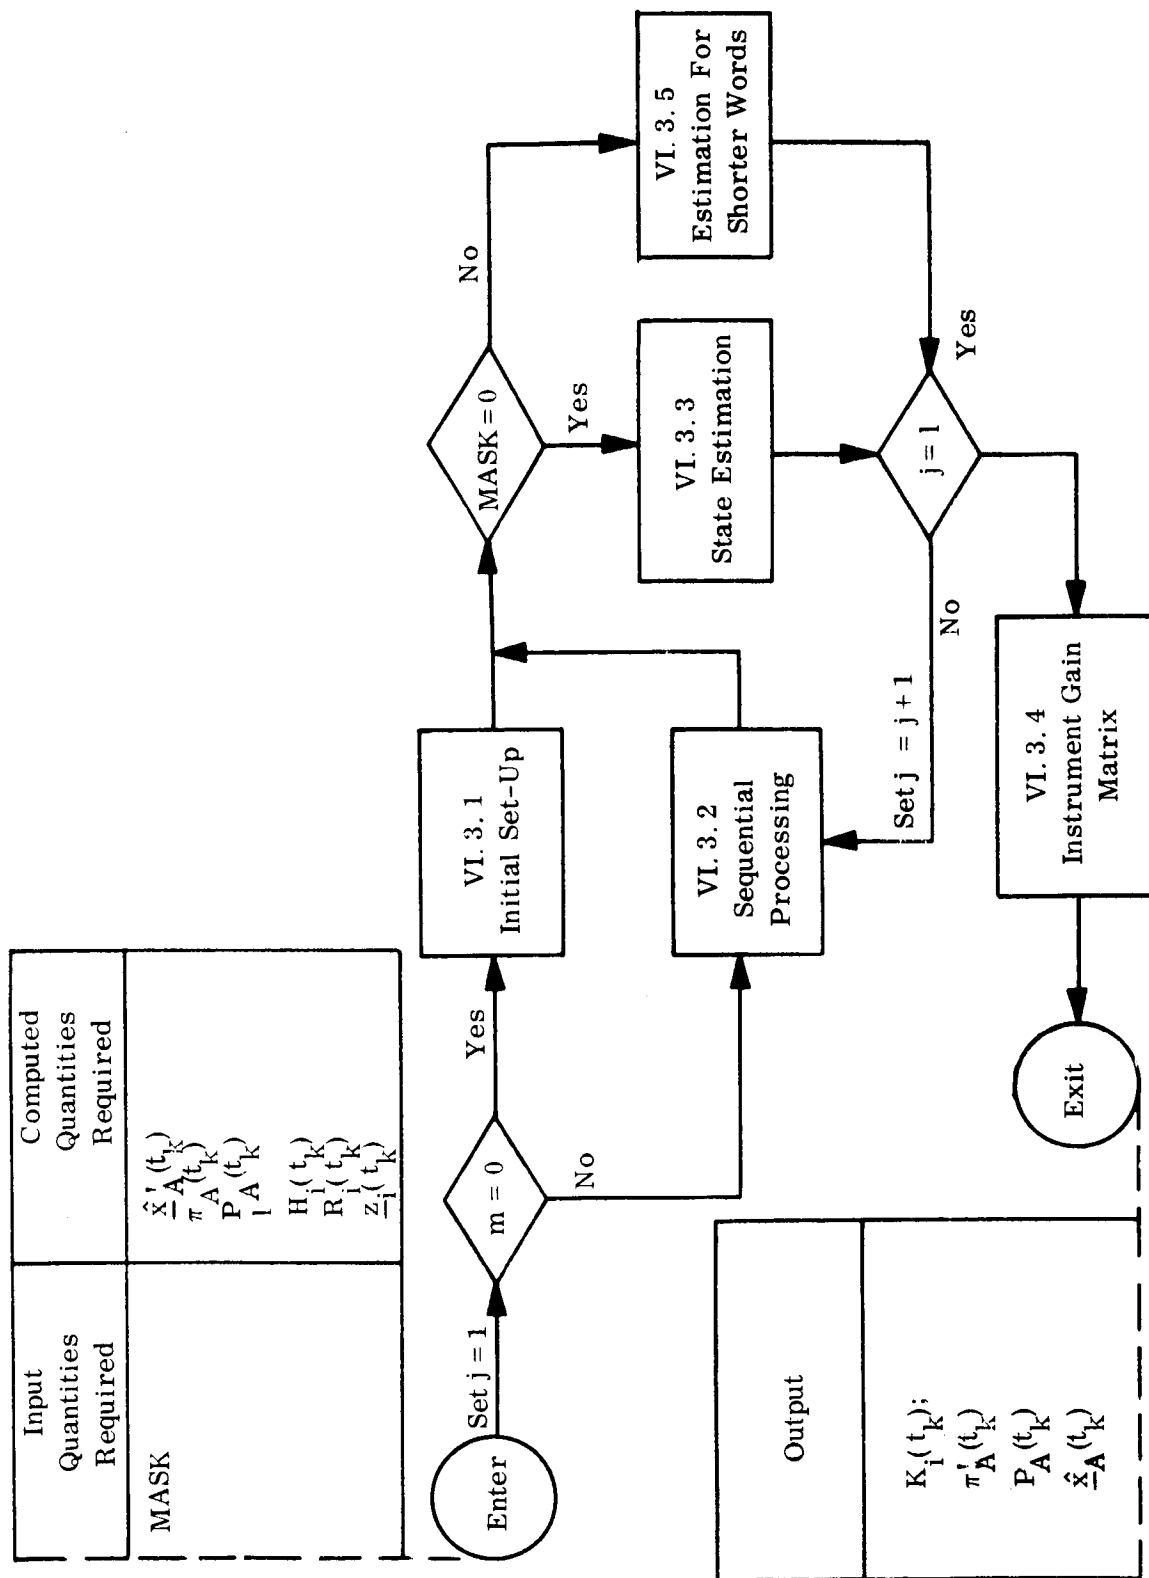 Input
Quantities
Required
Computed
Quantities
Required
MASK
x̂'A(tk)
πA(tk)
PA(tk)
1
Hi(tk)
Ri(tk)
zi(tk)
Enter
Set j = 1
m = 0
Yes
No
VI. 3. 1
Initial Set-Up
VI. 3. 2
Sequential
Processing
MASK = 0
No
Yes
VI. 3. 5
Estimation For
Shorter Words
VI. 3. 3
State Estimation
j = 1
Yes
No
Set j = j + 1
VI. 3. 4
Instrument Gain
Matrix
Exit
Output
Ki(tk);
π'A(tk)
PA(tk)
x̂A(tk)